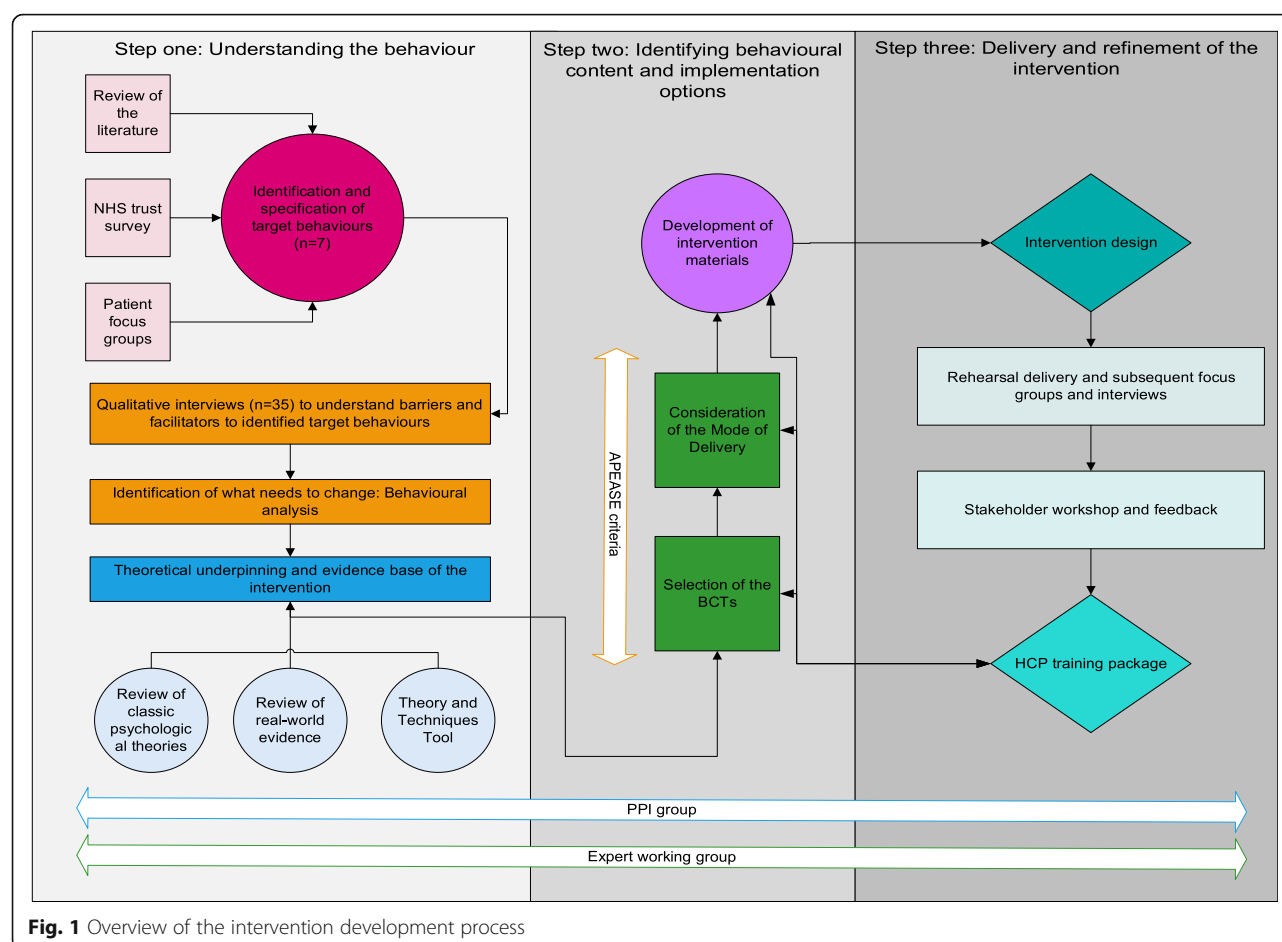 Step one: Understanding the behaviour
Review of
the
literature
NHS trust
survey
Patient
focus
groups
Identification and
specification of
target behaviours
(n=7)
Qualitative interviews (n=35) to understand barriers and
facilitators to identified target behaviours
Identification of what needs to change: Behavioural
analysis
Theoretical underpinning and evidence base of the
intervention
Review of
classic
psychologic
al theories
Review of
real-world
evidence
Theory and
Techniques
Tool
Step two: Identifying behavioural
content and implementation
options
Development of
intervention
materials
APEASE criteria
Consideration
of the Mode of
Delivery
Selection of the
BCTs
Step three: Delivery and refinement of the
intervention
Intervention design
Rehearsal delivery and subsequent focus
groups and interviews
Stakeholder workshop and feedback
HCP training package
PPI group
Expert working group
Fig. 1 Overview of the intervention development process